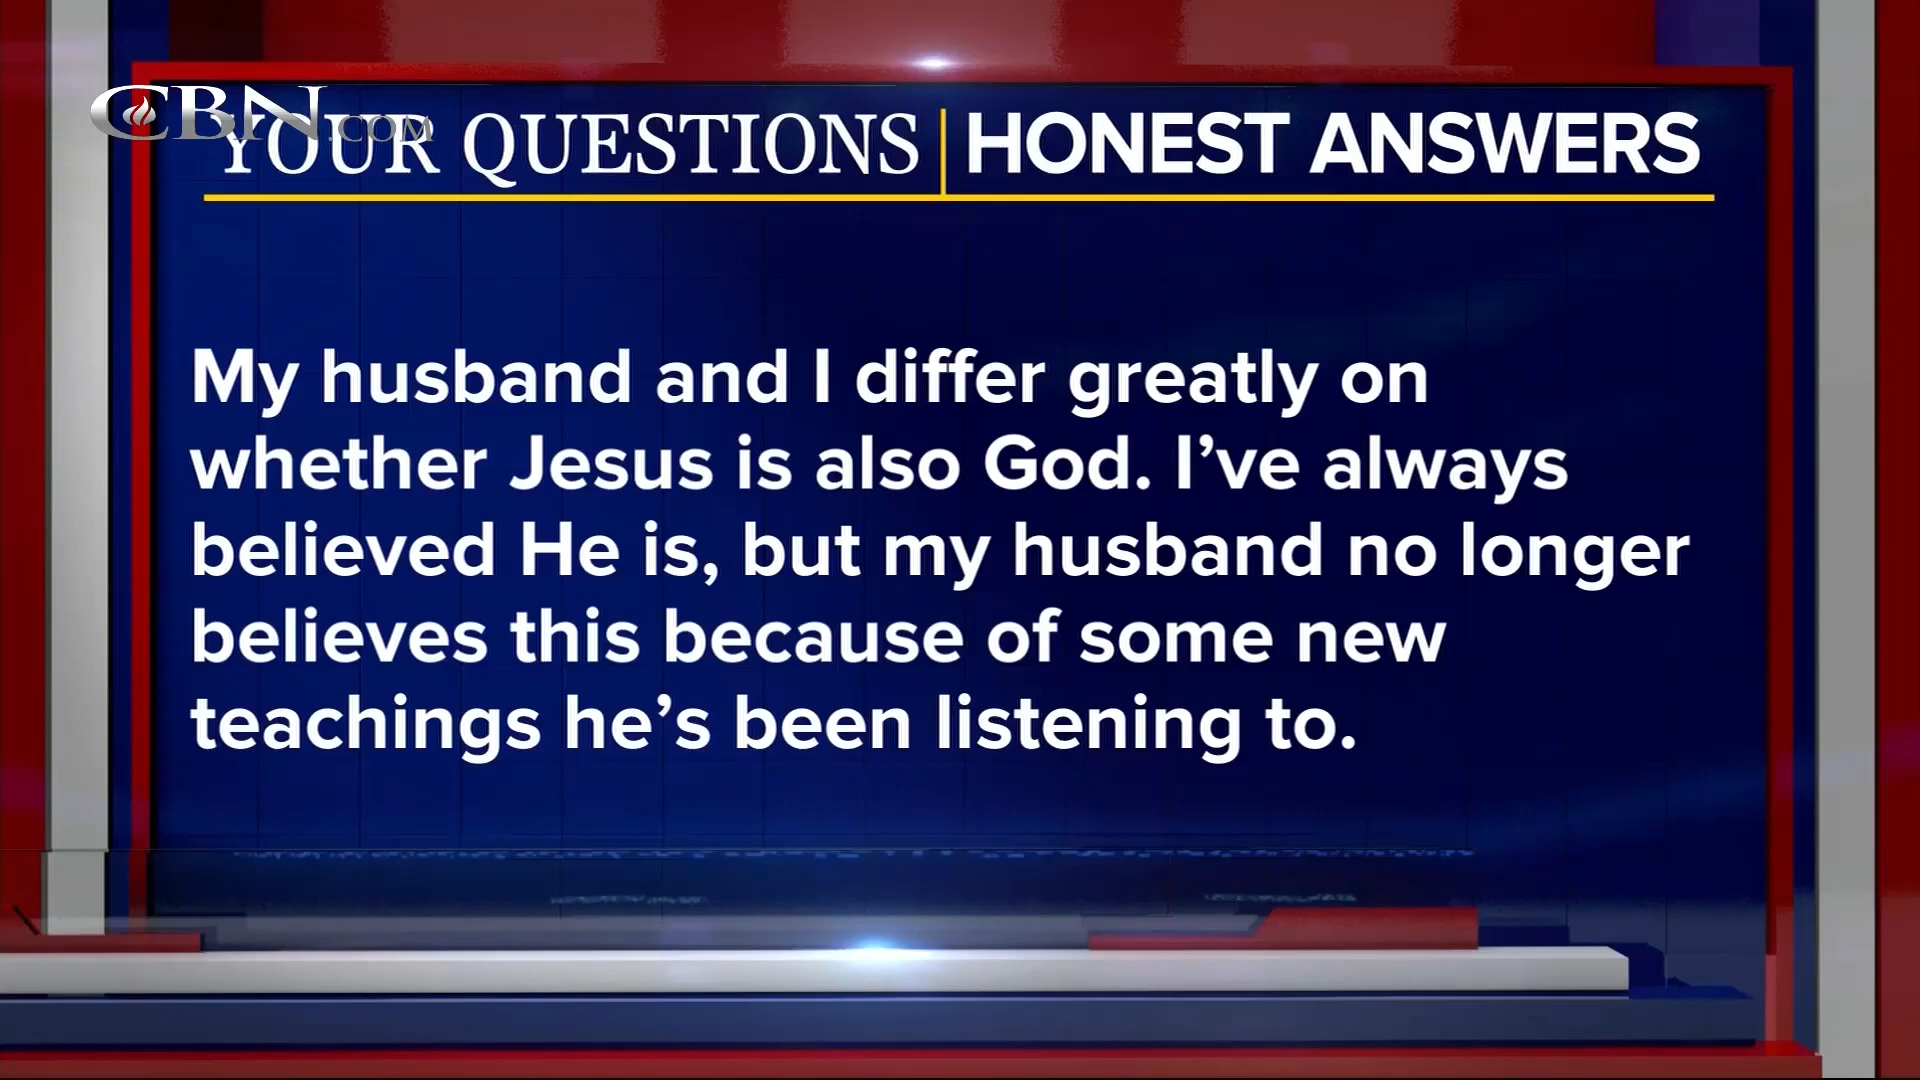 CBN.COM
YOUR QUESTIONS HONEST ANSWERS
My husband and I differ greatly on
whether Jesus is also God. I’ve always
believed He is, but my husband no longer
believes this because of some new
teachings he’s been listening to.